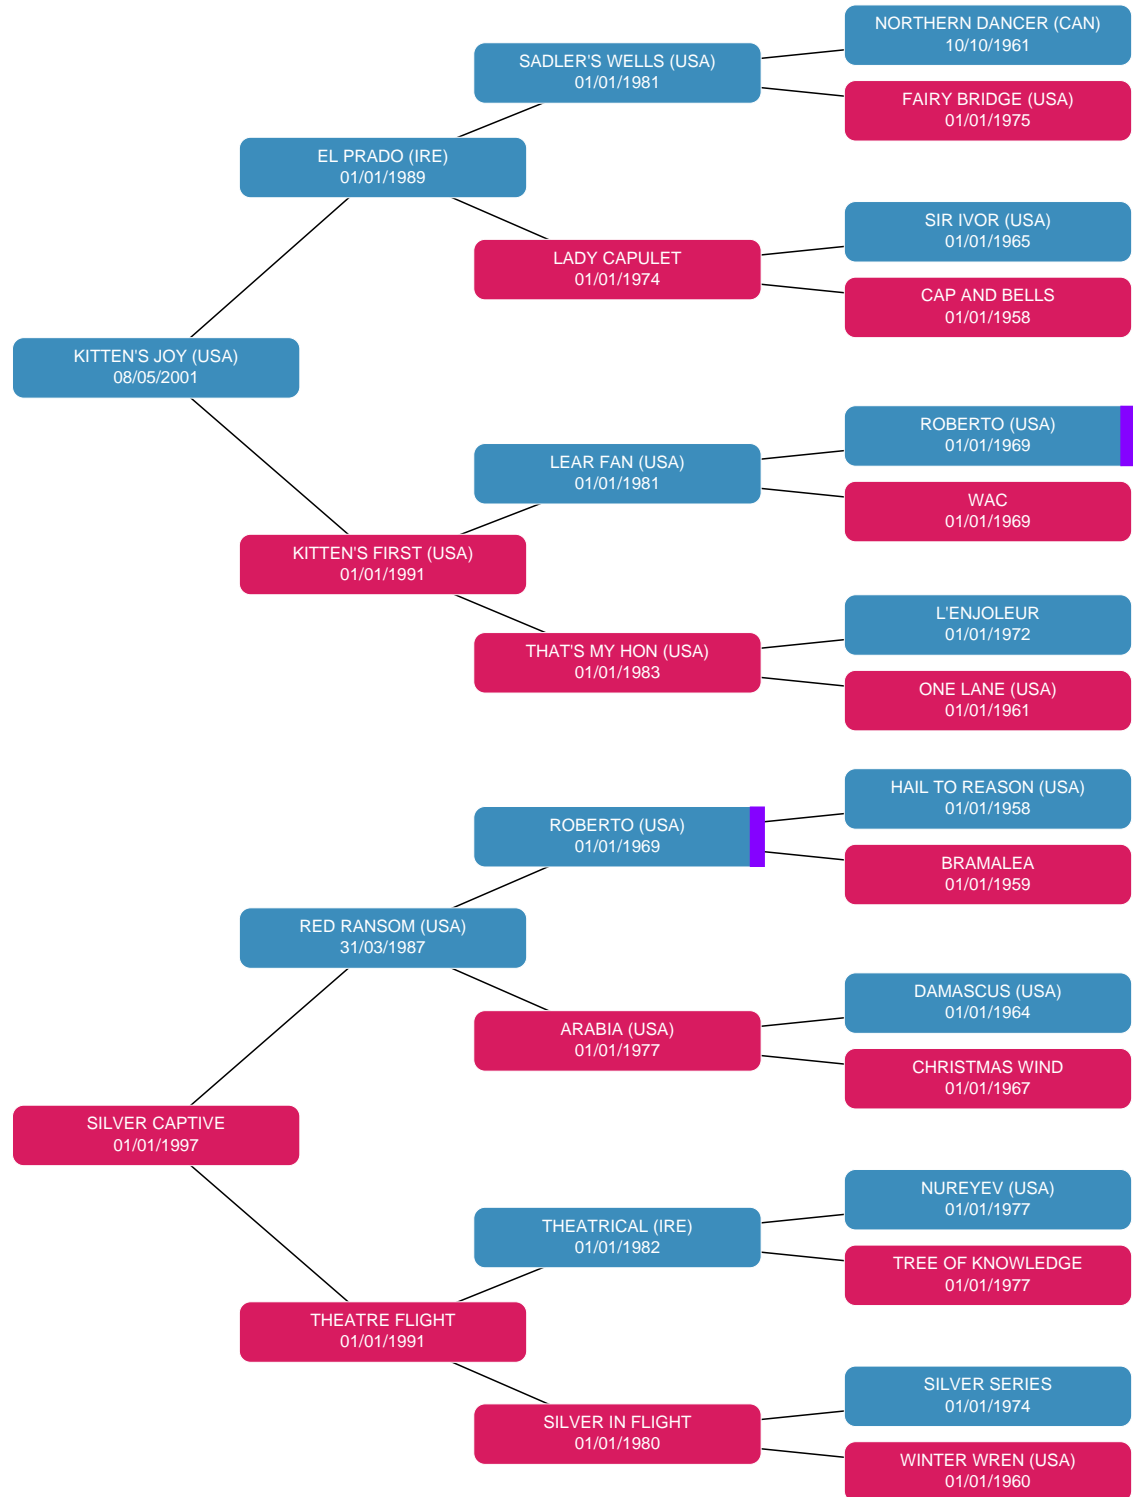 NORTHERN DANCER (CAN)
10/10/1961
SADLER'S WELLS (USA)
01/01/1981
FAIRY BRIDGE (USA)
01/01/1975
EL PRADO (IRE)
01/01/1989
SIR IVOR (USA)
01/01/1965
LADY CAPULET
01/01/1974
CAP AND BELLS
01/01/1958
KITTEN'S JOY (USA)
08/05/2001
ROBERTO (USA)
01/01/1969
LEAR FAN (USA)
01/01/1981
WAC
01/01/1969
KITTEN'S FIRST (USA)
01/01/1991
L'ENJOLEUR
01/01/1972
THAT'S MY HON (USA)
01/01/1983
ONE LANE (USA)
01/01/1961
HAIL TO REASON (USA)
01/01/1958
ROBERTO (USA)
01/01/1969
BRAMALEA
01/01/1959
RED RANSOM (USA)
31/03/1987
DAMASCUS (USA)
01/01/1964
ARABIA (USA)
01/01/1977
CHRISTMAS WIND
01/01/1967
SILVER CAPTIVE
01/01/1997
NUREYEV (USA)
01/01/1977
THEATRICAL (IRE)
01/01/1982
TREE OF KNOWLEDGE
01/01/1977
THEATRE FLIGHT
01/01/1991
SILVER SERIES
01/01/1974
SILVER IN FLIGHT
01/01/1980
WINTER WREN (USA)
01/01/1960